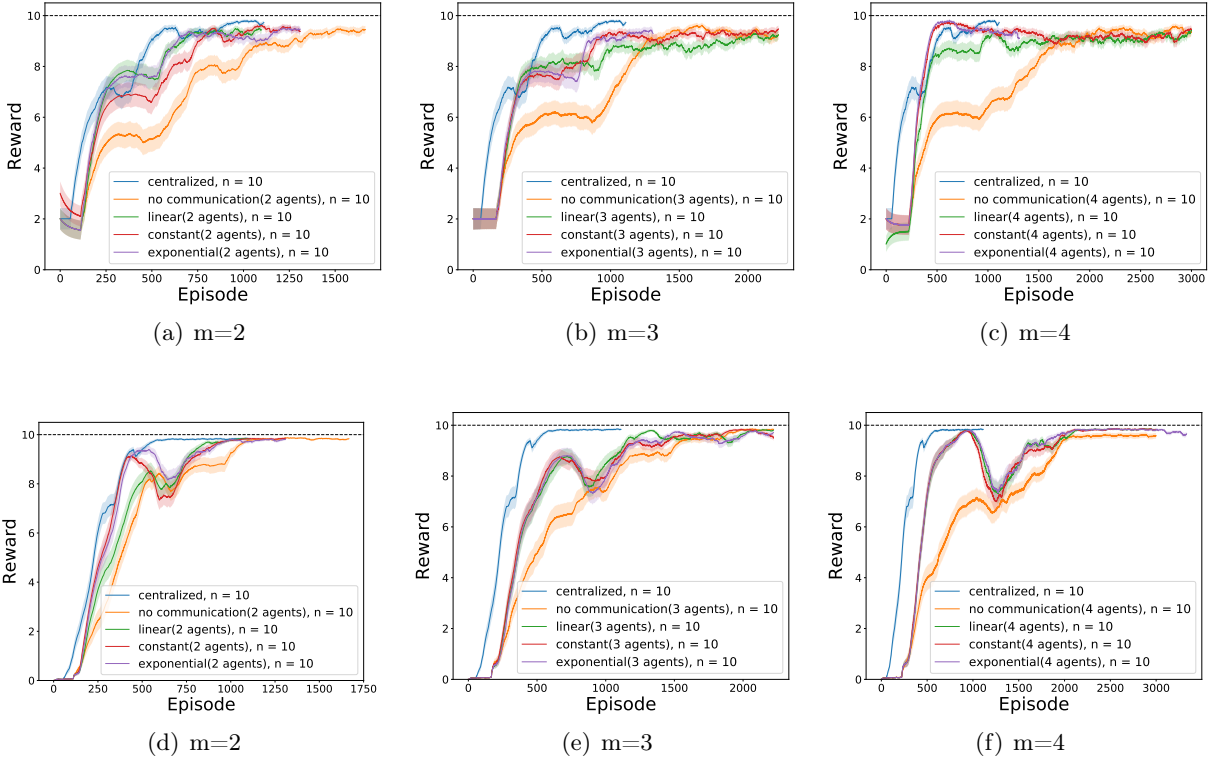 10
8
6
4
2
0
Reward
centralized, n = 10
no communication(2 agents), n = 10
linear(2 agents), n = 10
constant(2 agents), n = 10
exponential(2 agents), n = 10
0 250 500 750 1000 1250 1500
Episode
(a) m=2
10
8
6
4
2
0
Reward
centralized, n = 10
no communication(3 agents), n = 10
linear(3 agents), n = 10
constant(3 agents), n = 10
exponential(3 agents), n = 10
0 500 1000 1500 2000
Episode
(b) m=3
10
8
6
4
2
0
Reward
centralized, n = 10
no communication(4 agents), n = 10
linear(4 agents), n = 10
constant(4 agents), n = 10
exponential(4 agents), n = 10
0 500 1000 1500 2000 2500 3000
Episode
(c) m=4
10
8
6
4
2
0
Reward
centralized, n = 10
no communication(2 agents), n = 10
linear(2 agents), n = 10
constant(2 agents), n = 10
exponential(2 agents), n = 10
0 250 500 750 1000 1250 1500 1750
Episode
(d) m=2
10
8
6
4
2
0
Reward
centralized, n = 10
no communication(3 agents), n = 10
linear(3 agents), n = 10
constant(3 agents), n = 10
exponential(3 agents), n = 10
0 500 1000 1500 2000
Episode
(e) m=3
10
8
6
4
2
0
Reward
centralized, n = 10
no communication(4 agents), n = 10
linear(4 agents), n = 10
constant(4 agents), n = 10
exponential(4 agents), n = 10
0 500 1000 1500 2000 2500 3000
Episode
(f) m=4